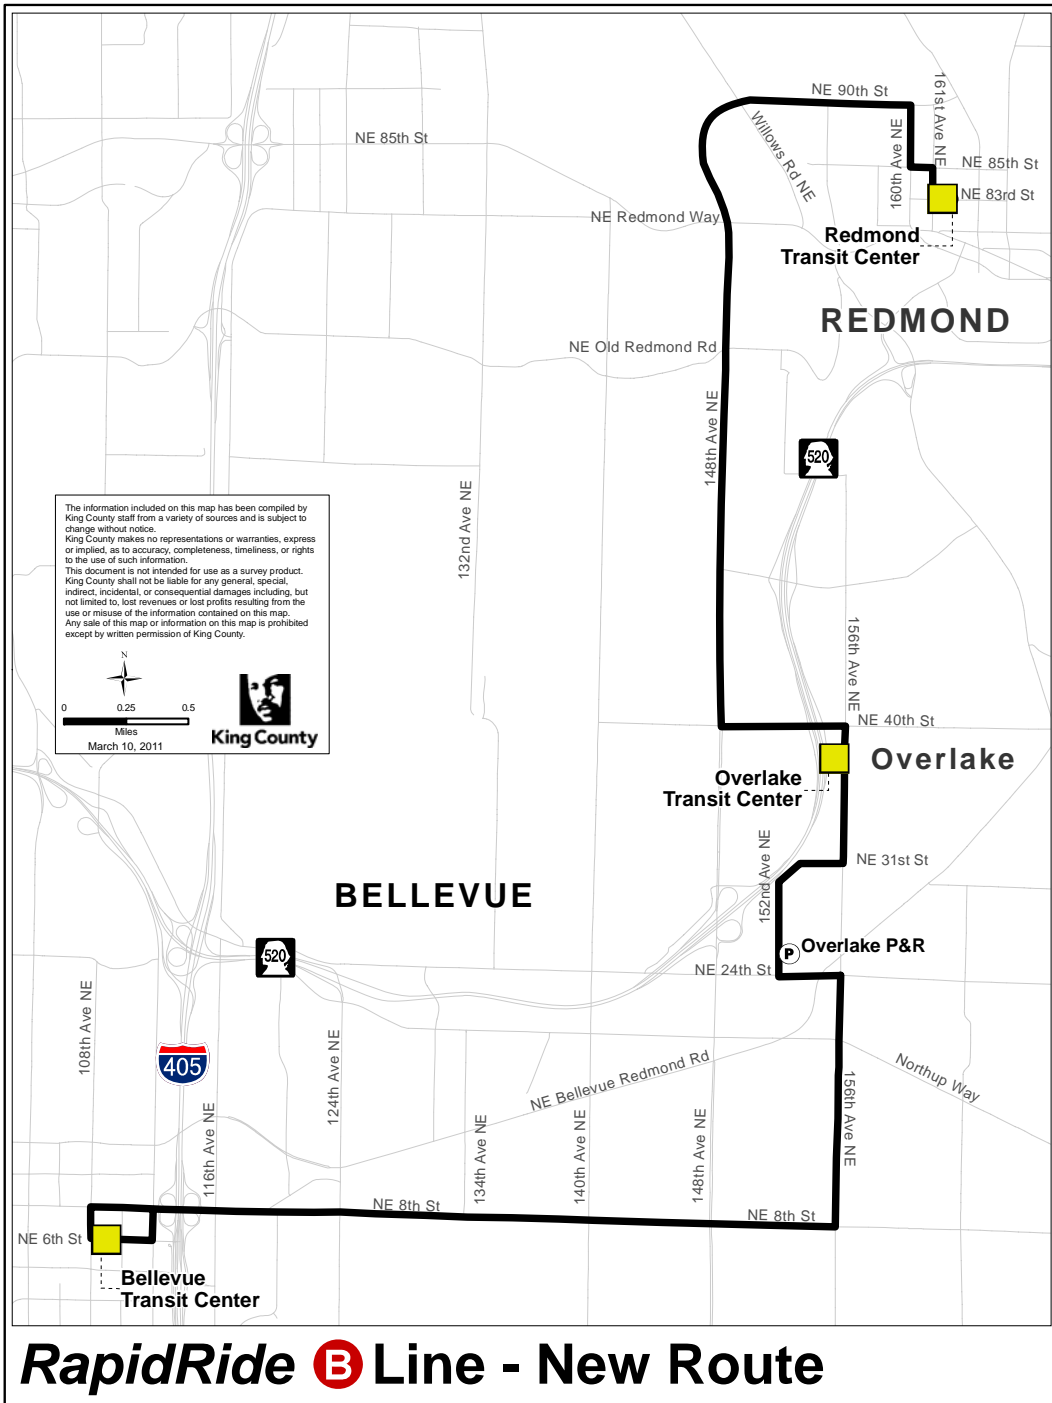 NE 90th St
161st Ave NE
Willows Rd NE
160th Ave NE
NE 85th St
NE 85th St
NE 83rd St
NE Redmond Way
Redmond
Transit Center
REDMOND
NE Old Redmond Rd
148th Ave NE
520
132nd Ave NE
The information included on this map has been compiled by
King County staff from a variety of sources and is subject to
change without notice.
King County makes no representations or warranties, express
or implied, as to accuracy, completeness, timeliness, or rights
to the use of such information.
This document is not intended for use as a survey product.
King County shall not be liable for any general, special,
indirect, incidental, or consequential damages including, but
not limited to, lost revenues or lost profits resulting from the
use or misuse of the information contained on this map.
Any sale of this map or information on this map is prohibited
except by written permission of King County.
N
0 0.25 0.5
Miles
March 10, 2011
King County
156th Ave NE
NE 40th St
Overlake
Overlake
Transit Center
152nd Ave NE
NE 31st St
BELLEVUE
520
P
Overlake P&R
NE 24th St
108th Ave NE
405
124th Ave NE
NE Bellevue Redmond Rd
Northup Way
156th Ave NE
116th Ave NE
134th Ave NE
140th Ave NE
148th Ave NE
NE 8th St
NE 8th St
NE 6th St
Bellevue
Transit Center
RapidRide B Line - New Route